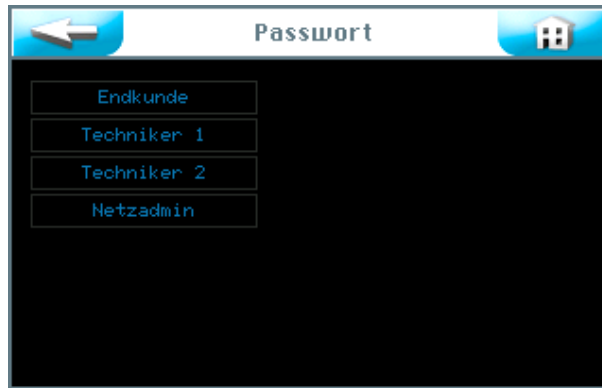 Passwort
Endkunde
Techniker 1
Techniker 2
Netzadmin